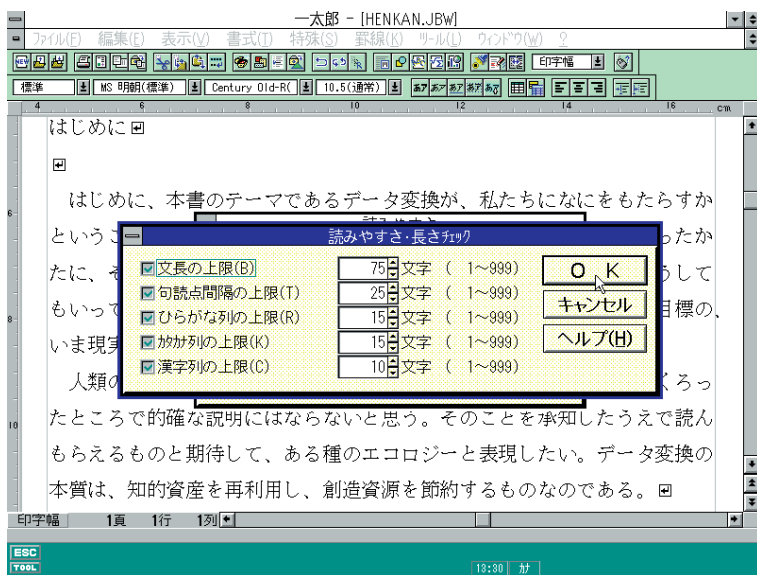 一太郎 - [HENKAN.JBW]
ﾌｧｲﾙ(F) 編集(E) 表示(V) 書式(T) 特殊(S) 罫線(K) ﾂｰﾙ(L) ｳｨﾝﾄﾞｳ(W) ?
印字幅
標準 MS 明朝(標準) Century Old-R( 10.5(通常)
4 6 8 10 12 14 16 cm
はじめに
はじめに、本書のテーマであるデータ変換が、私たちになにをもたらすか
という
ったか
読みやすさ・長さﾁｪｯｸ
たに、そ
うして
もいって
目標の、
いま現実
人類の
くろっ
文長の上限(B) 75 文字 ( 1～999)
句読点間隔の上限(T) 25 文字 ( 1～999)
ひらがな列の上限(R) 15 文字 ( 1～999)
ｶﾀｶﾅ列の上限(K) 15 文字 ( 1～999)
漢字列の上限(C) 10 文字 ( 1～999)
ＯＫ
キャンセル
ヘルプ(H)
たところで的確な説明にはならないと思う。そのことを承知したうえで読ん
もらえるものと期待して、ある種のエコロジーと表現したい。データ変換の
本質は、知的資産を再利用し、創造資源を節約するものなのである。
6
8
10
印字幅 1頁 1行 1列
ESC
TOOL
13:30 ｶﾅ